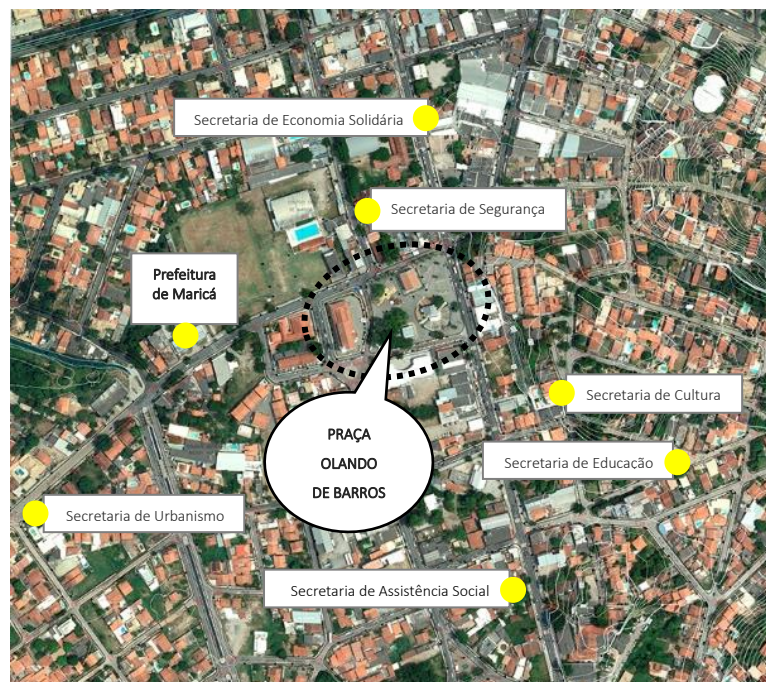 Secretaria de Economia Solidária
Secretaria de Segurança
Prefeitura
de Maricá
Secretaria de Cultura
PRAÇA
OLANDO
DE BARROS
Secretaria de Educação
Secretaria de Urbanismo
Secretaria de Assistência Social